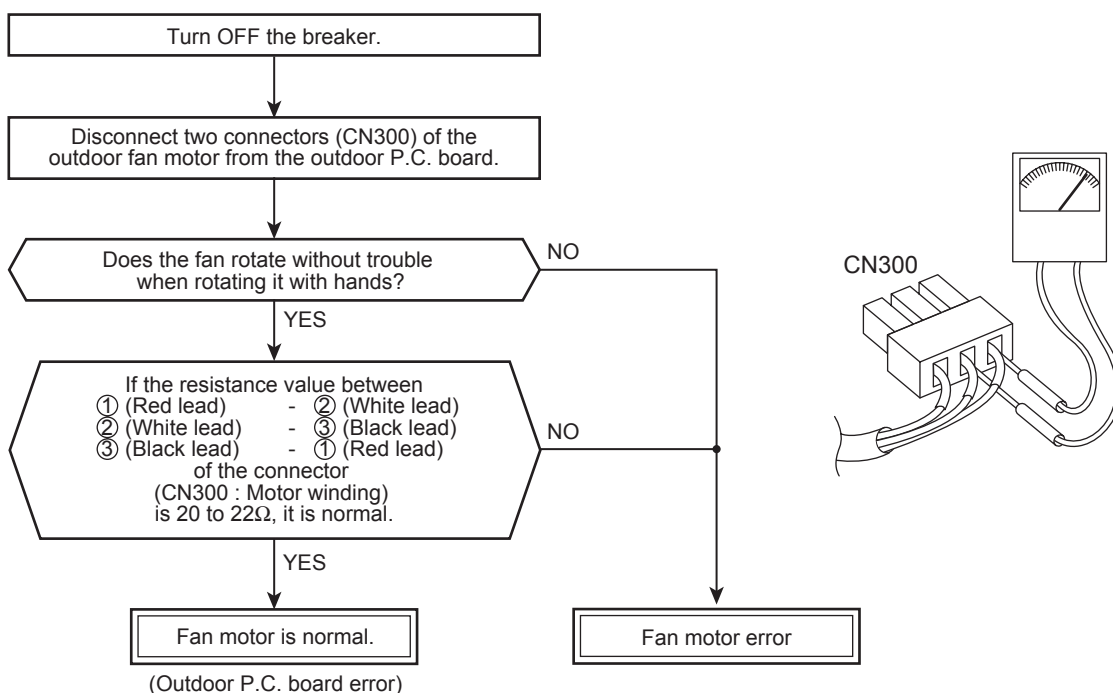 Turn OFF the breaker.
Disconnect two connectors (CN300) of the
outdoor fan motor from the outdoor P.C. board.
Does the fan rotate without trouble
when rotating it with hands?
NO
YES
If the resistance value between
① (Red lead) - ② (White lead)
② (White lead) - ③ (Black lead)
③ (Black lead) - ① (Red lead)
of the connector
(CN300 : Motor winding)
is 20 to 22Ω, it is normal.
NO
YES
Fan motor is normal.
(Outdoor P.C. board error)
Fan motor error
CN300